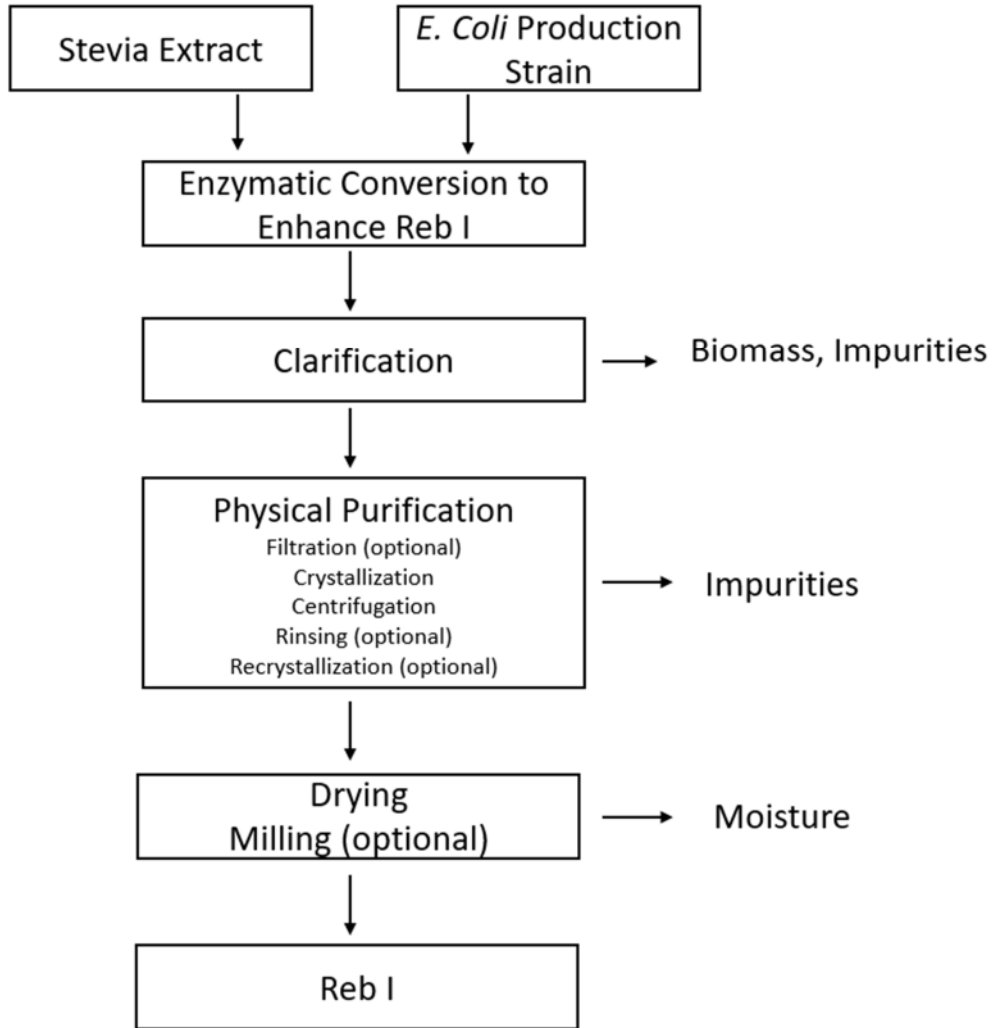 Stevia Extract
E. Coli Production
Strain
Enzymatic Conversion to
Enhance Reb I
Clarification
Biomass, Impurities
Physical Purification
Filtration (optional)
Crystallization
Centrifugation
Rinsing (optional)
Recrystallization (optional)
Impurities
Drying
Milling (optional)
Moisture
Reb I